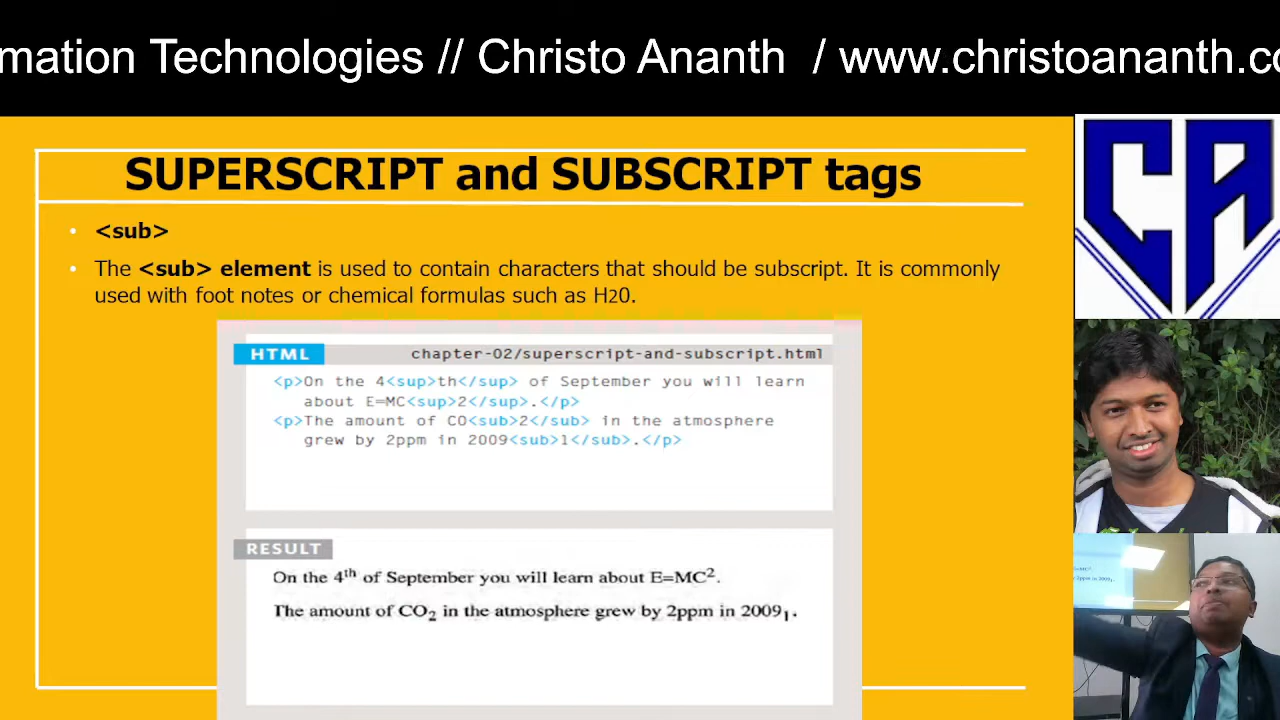 mation Technologies // Christo Ananth / www.christoananth.co
SUPERSCRIPT and SUBSCRIPT tags
• <sub>
• The <sub> element is used to contain characters that should be subscript. It is commonly
used with foot notes or chemical formulas such as H20.
HTML
chapter-02/superscript-and-subscript.html
<p>On the 4<sup>th</sup> of September you will learn
about E=MC<sup>2</sup>.</p>
<p>The amount of CO<sub>2</sub> in the atmosphere
grew by 2ppm in 2009<sub>1</sub>.</p>
RESULT
On the 4th of September you will learn about E=MC².
The amount of CO₂ in the atmosphere grew by 2ppm in 2009₁.
CA